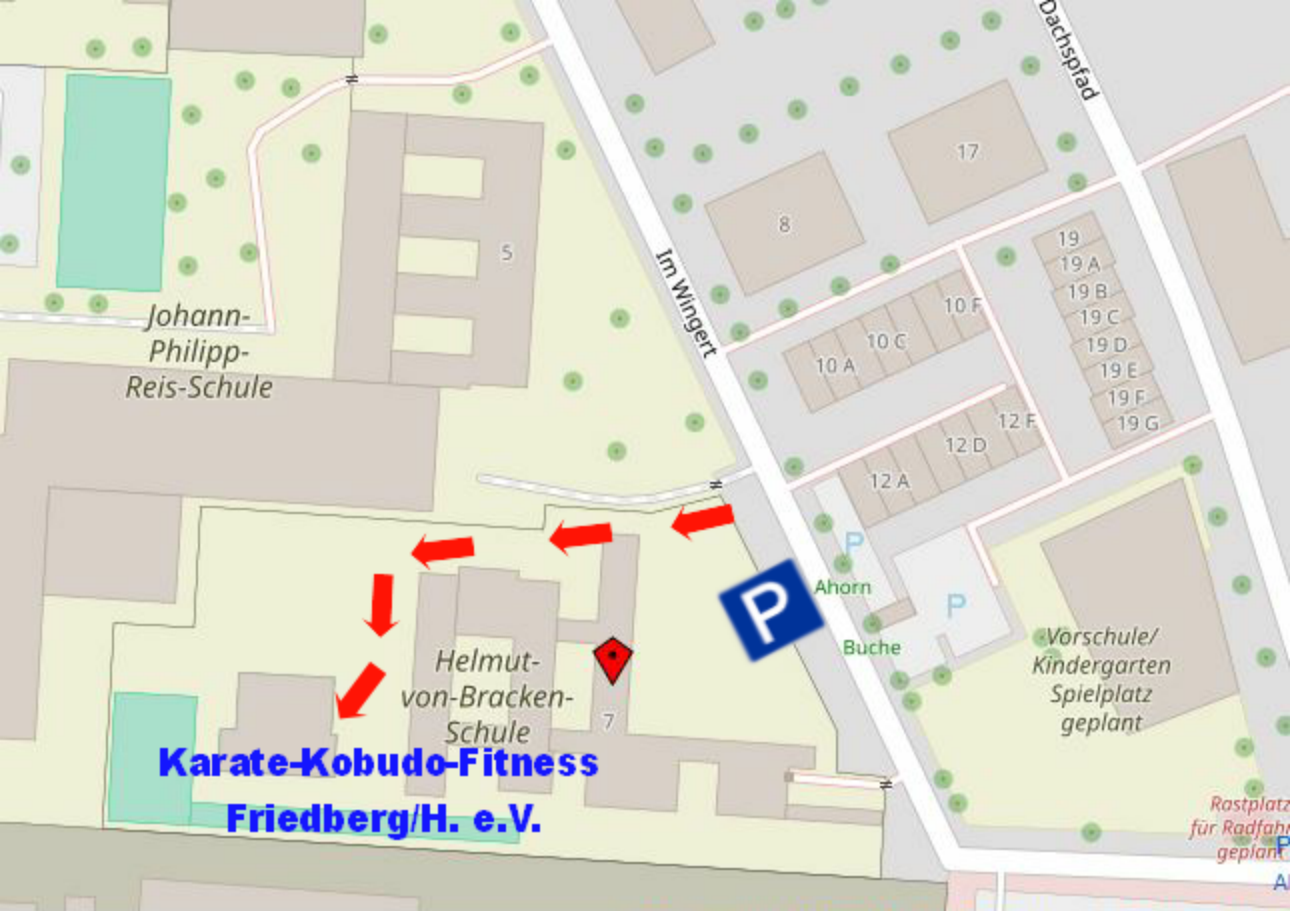 Dachspfad
17
8
5
Im Wingert
19
19 A
19 B
19 C
19 D
19 E
19 F
19 G
10 F
10 C
10 A
12 F
12 D
12 A
Johann-
Philipp-
Reis-Schule
P
P
P
Ahorn
Buche
Helmut-
von-Bracken-
Schule
7
Vorschule/
Kindergarten
Spielplatz
geplant
Karate-Kobudo-Fitness
Friedberg/H. e.V.
Rastplatz
für Radfahr
geplant
P
Al